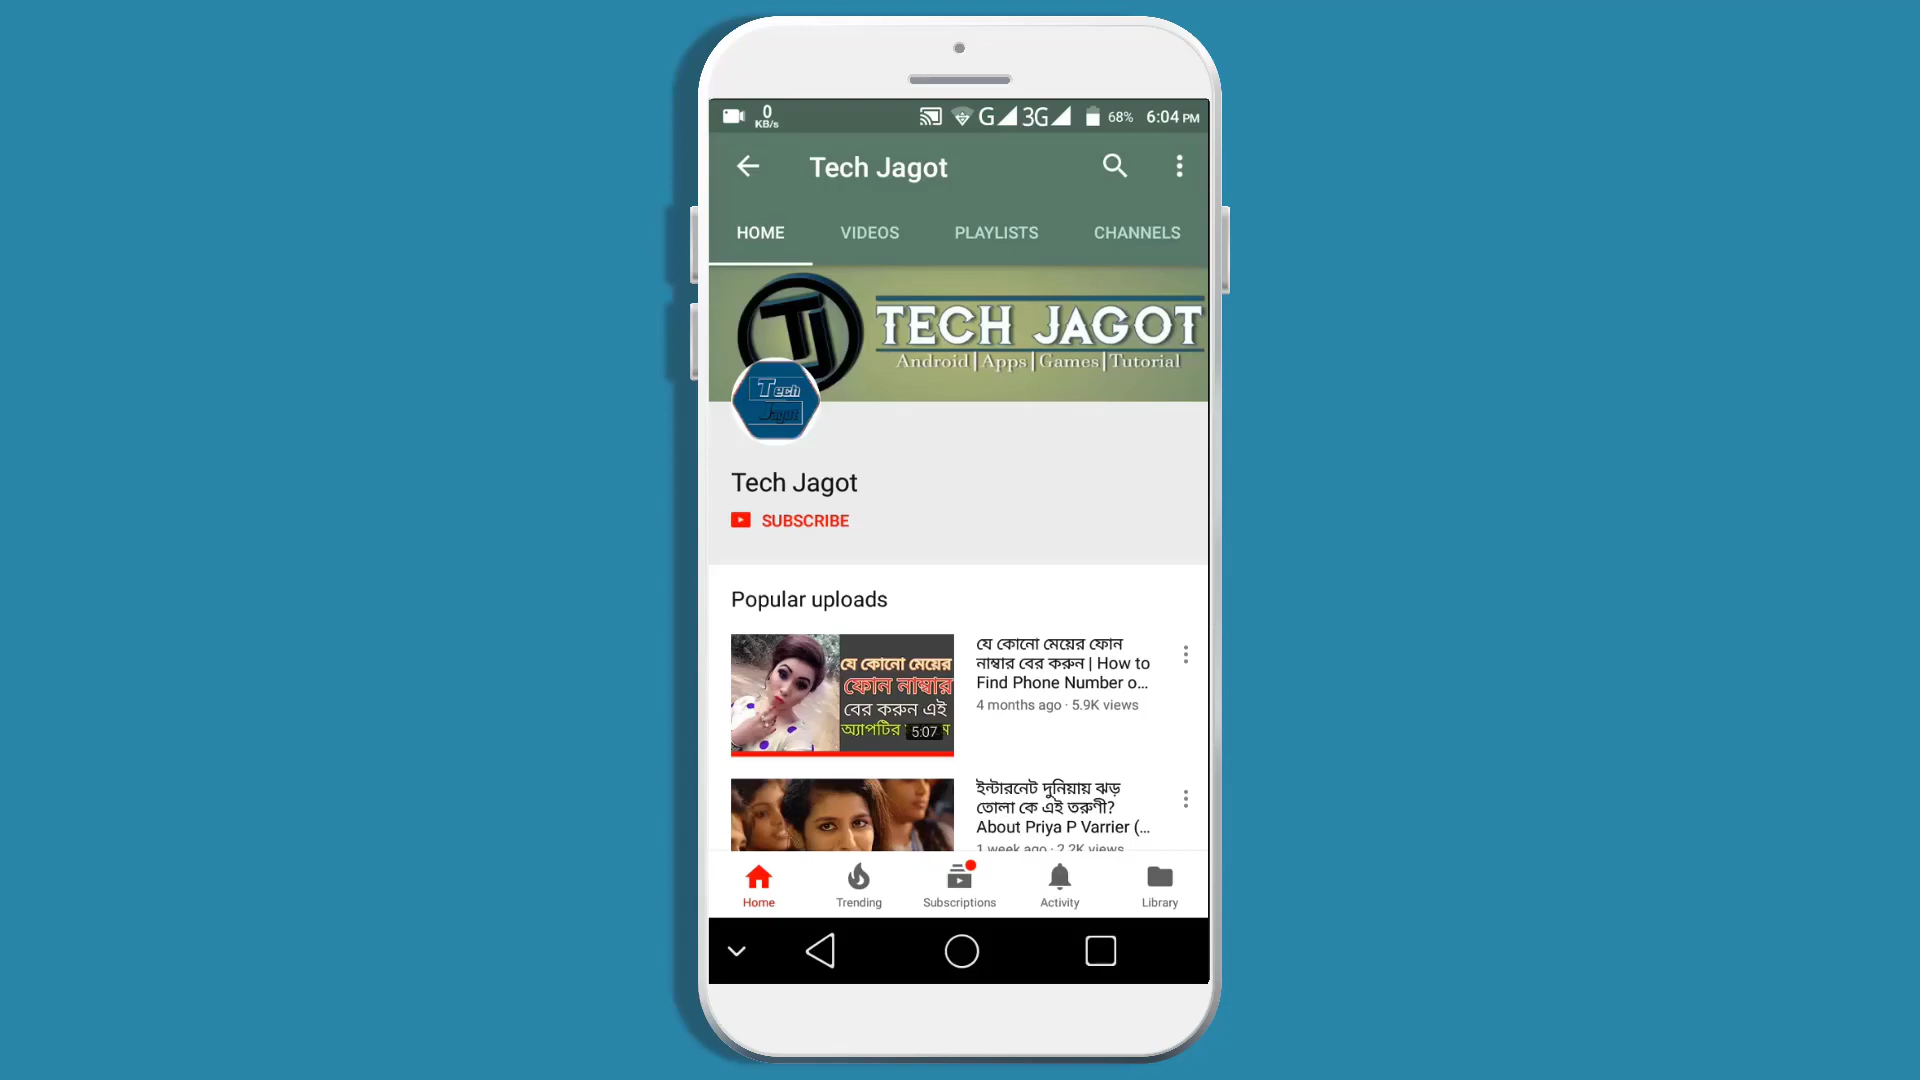 0
KB/s
G 3G 68% 6:04 PM
Tech Jagot
HOME VIDEOS PLAYLISTS CHANNELS
TJ
TECH JAGOT
Android|Apps|Games|Tutorial
Tech
Jagot
Tech Jagot
SUBSCRIBE
Popular uploads
যে কোনো মেয়ের
ফোন নাম্বার
বের করুন এই
অ্যাপটির
5:07
যে কোনো মেয়ের ফোন
নাম্বার বের করুন | How to
Find Phone Number o...
4 months ago · 5.9K views
ইন্টারনেট দুনিয়ায় ঝড়
তোলা কে এই তরুণী?
About Priya P Varrier (...
1 week ago · 2.2K views
Home Trending Subscriptions Activity Library